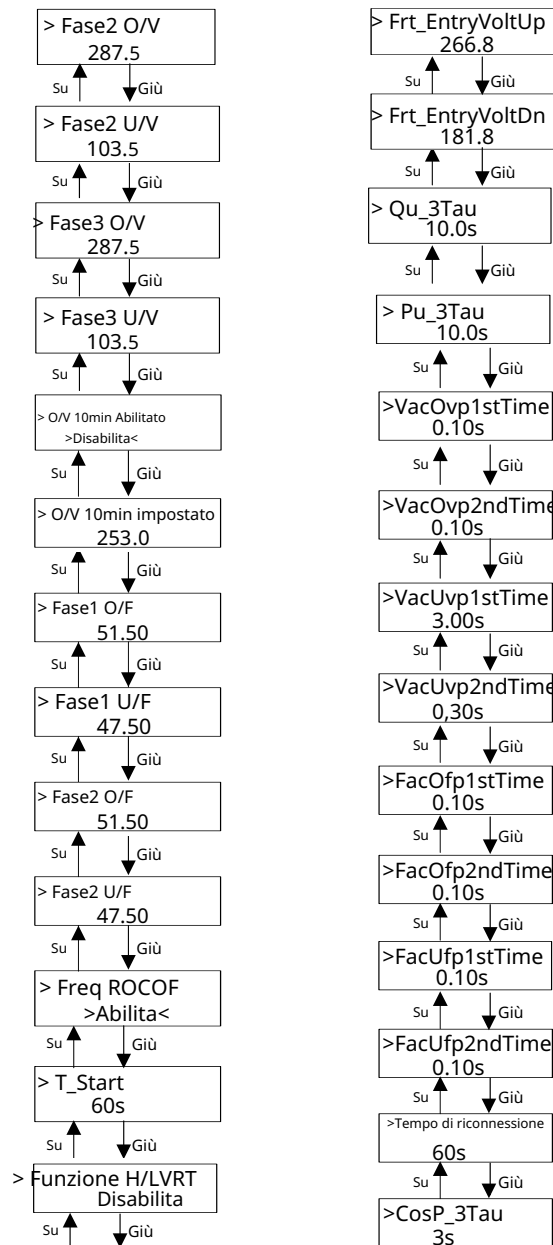 > Fase2 O/V
287.5
Su
Giù
> Fase2 U/V
103.5
Su
Giù
> Fase3 O/V
287.5
Su
Giù
> Fase3 U/V
103.5
Su
Giù
> O/V 10min Abilitato
>Disabilita<
Su
Giù
> O/V 10min impostato
253.0
Su
Giù
> Fase1 O/F
51.50
Su
Giù
> Fase1 U/F
47.50
Su
Giù
> Fase2 O/F
51.50
Su
Giù
> Fase2 U/F
47.50
Su
Giù
> Freq ROCOF
>Abilita<
Su
Giù
> T_Start
60s
Su
Giù
> Funzione H/LVRT
Disabilita
Su
Giù
> Frt_EntryVoltUp
266.8
Su
Giù
> Frt_EntryVoltDn
181.8
Su
Giù
> Qu_3Tau
10.0s
Su
Giù
> Pu_3Tau
10.0s
Su
Giù
>VacOvp1stTime
0.10s
Su
Giù
>VacOvp2ndTime
0.10s
Su
Giù
>VacUvp1stTime
3.00s
Su
Giù
>VacUvp2ndTime
0,30s
Su
Giù
>FacOfp1stTime
0.10s
Su
Giù
>FacOfp2ndTime
0.10s
Su
Giù
>FacUfp1stTime
0.10s
Su
Giù
>FacUfp2ndTime
0.10s
Su
Giù
>Tempo di riconnessione
60s
Su
Giù
>CosP_3Tau
3s